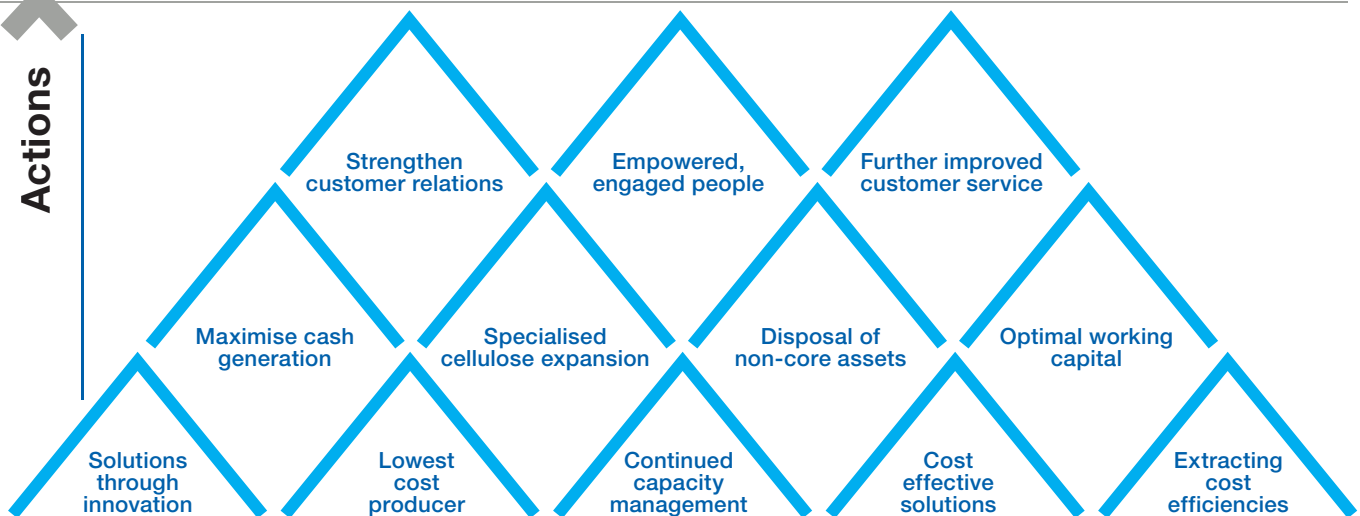 Actions
Strengthen
customer relations
Empowered,
engaged people
Further improved
customer service
Maximise cash
generation
Specialised
cellulose expansion
Disposal of
non-core assets
Optimal working
capital
Solutions
through
innovation
Lowest
cost
producer
Continued
capacity
management
Cost
effective
solutions
Extracting
cost
efficiencies